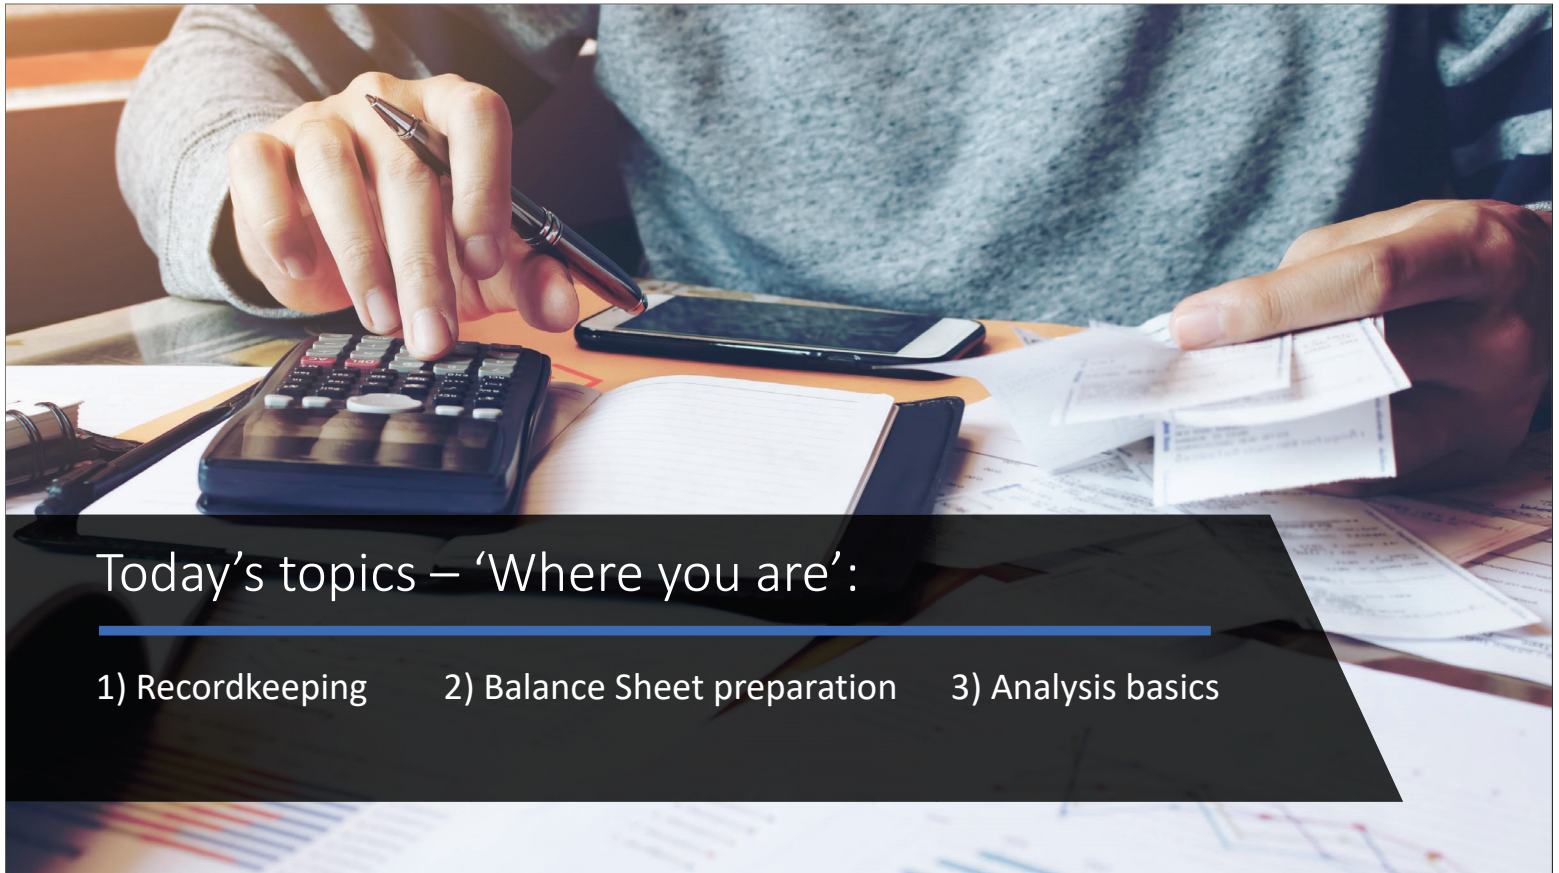 Today’s topics – ‘Where you are’:
1) Recordkeeping 2) Balance Sheet preparation 3) Analysis basics